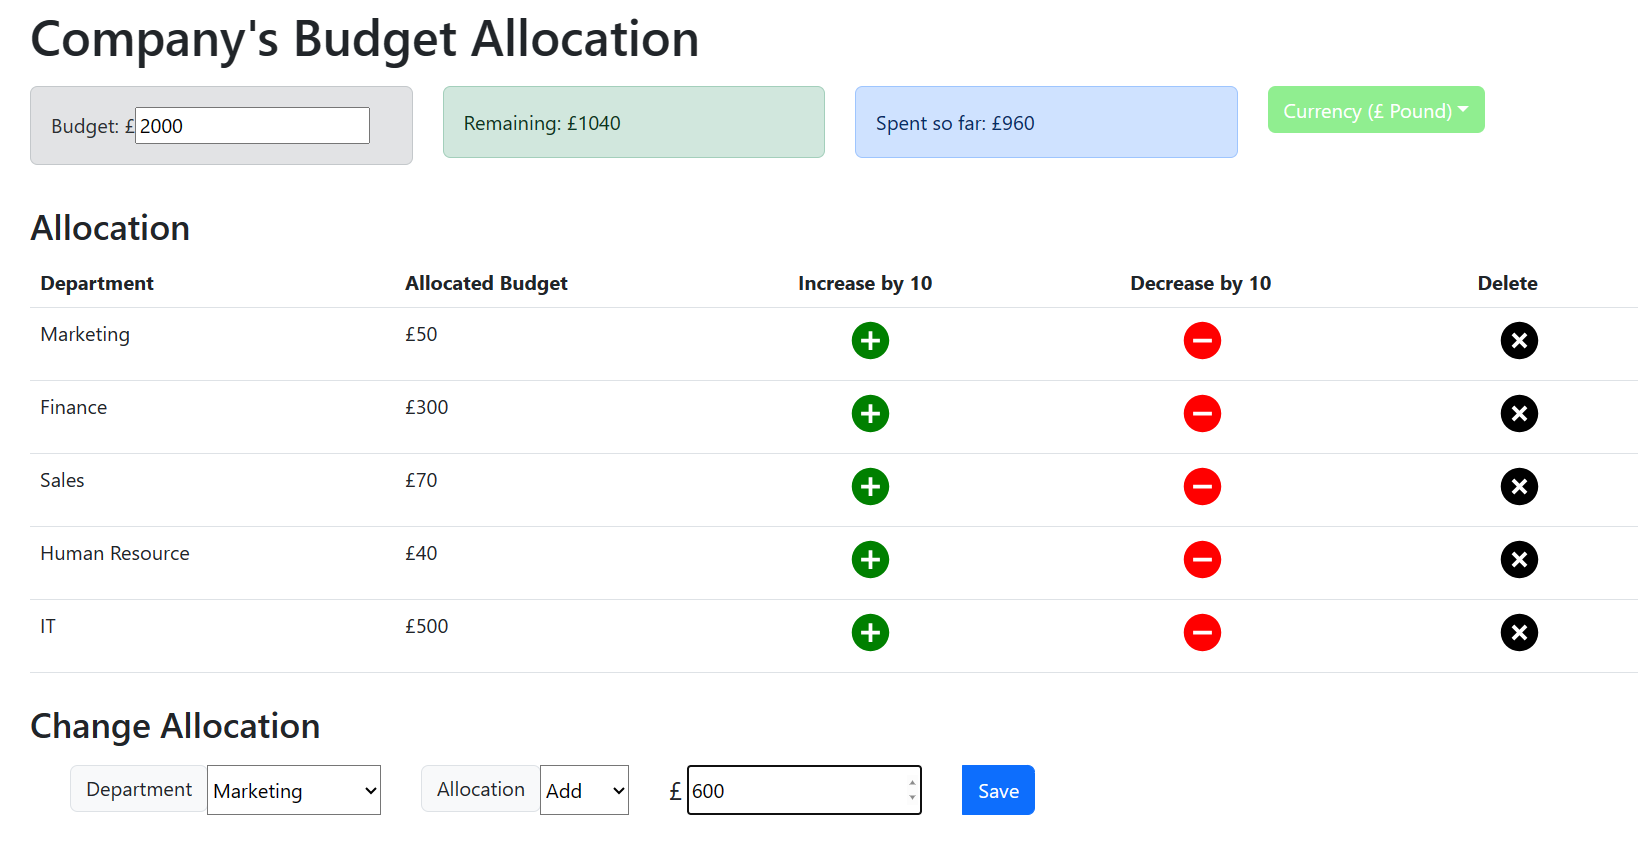 Company's Budget Allocation
Budget: £ 2000
Remaining: £1040
Spent so far: £960
Currency (£ Pound)
Allocation
Department Allocated Budget Increase by 10 Decrease by 10 Delete
Marketing £50
Finance £300
Sales £70
Human Resource £40
IT £500
Change Allocation
Department Marketing Allocation Add £ 600 Save